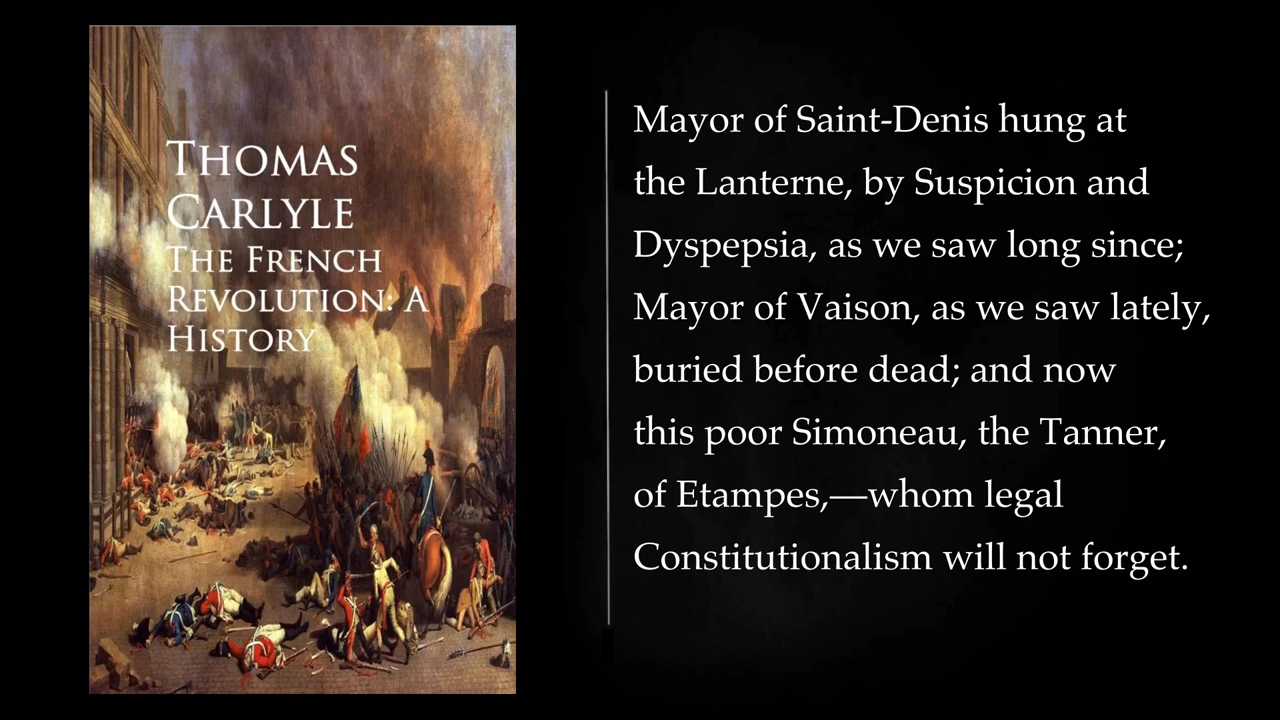 THOMAS
CARLYLE
THE FRENCH
REVOLUTION: A
HISTORY
Mayor of Saint-Denis hung at
the Lanterne, by Suspicion and
Dyspepsia, as we saw long since;
Mayor of Vaison, as we saw lately,
buried before dead; and now
this poor Simoneau, the Tanner,
of Etampes,—whom legal
Constitutionalism will not forget.